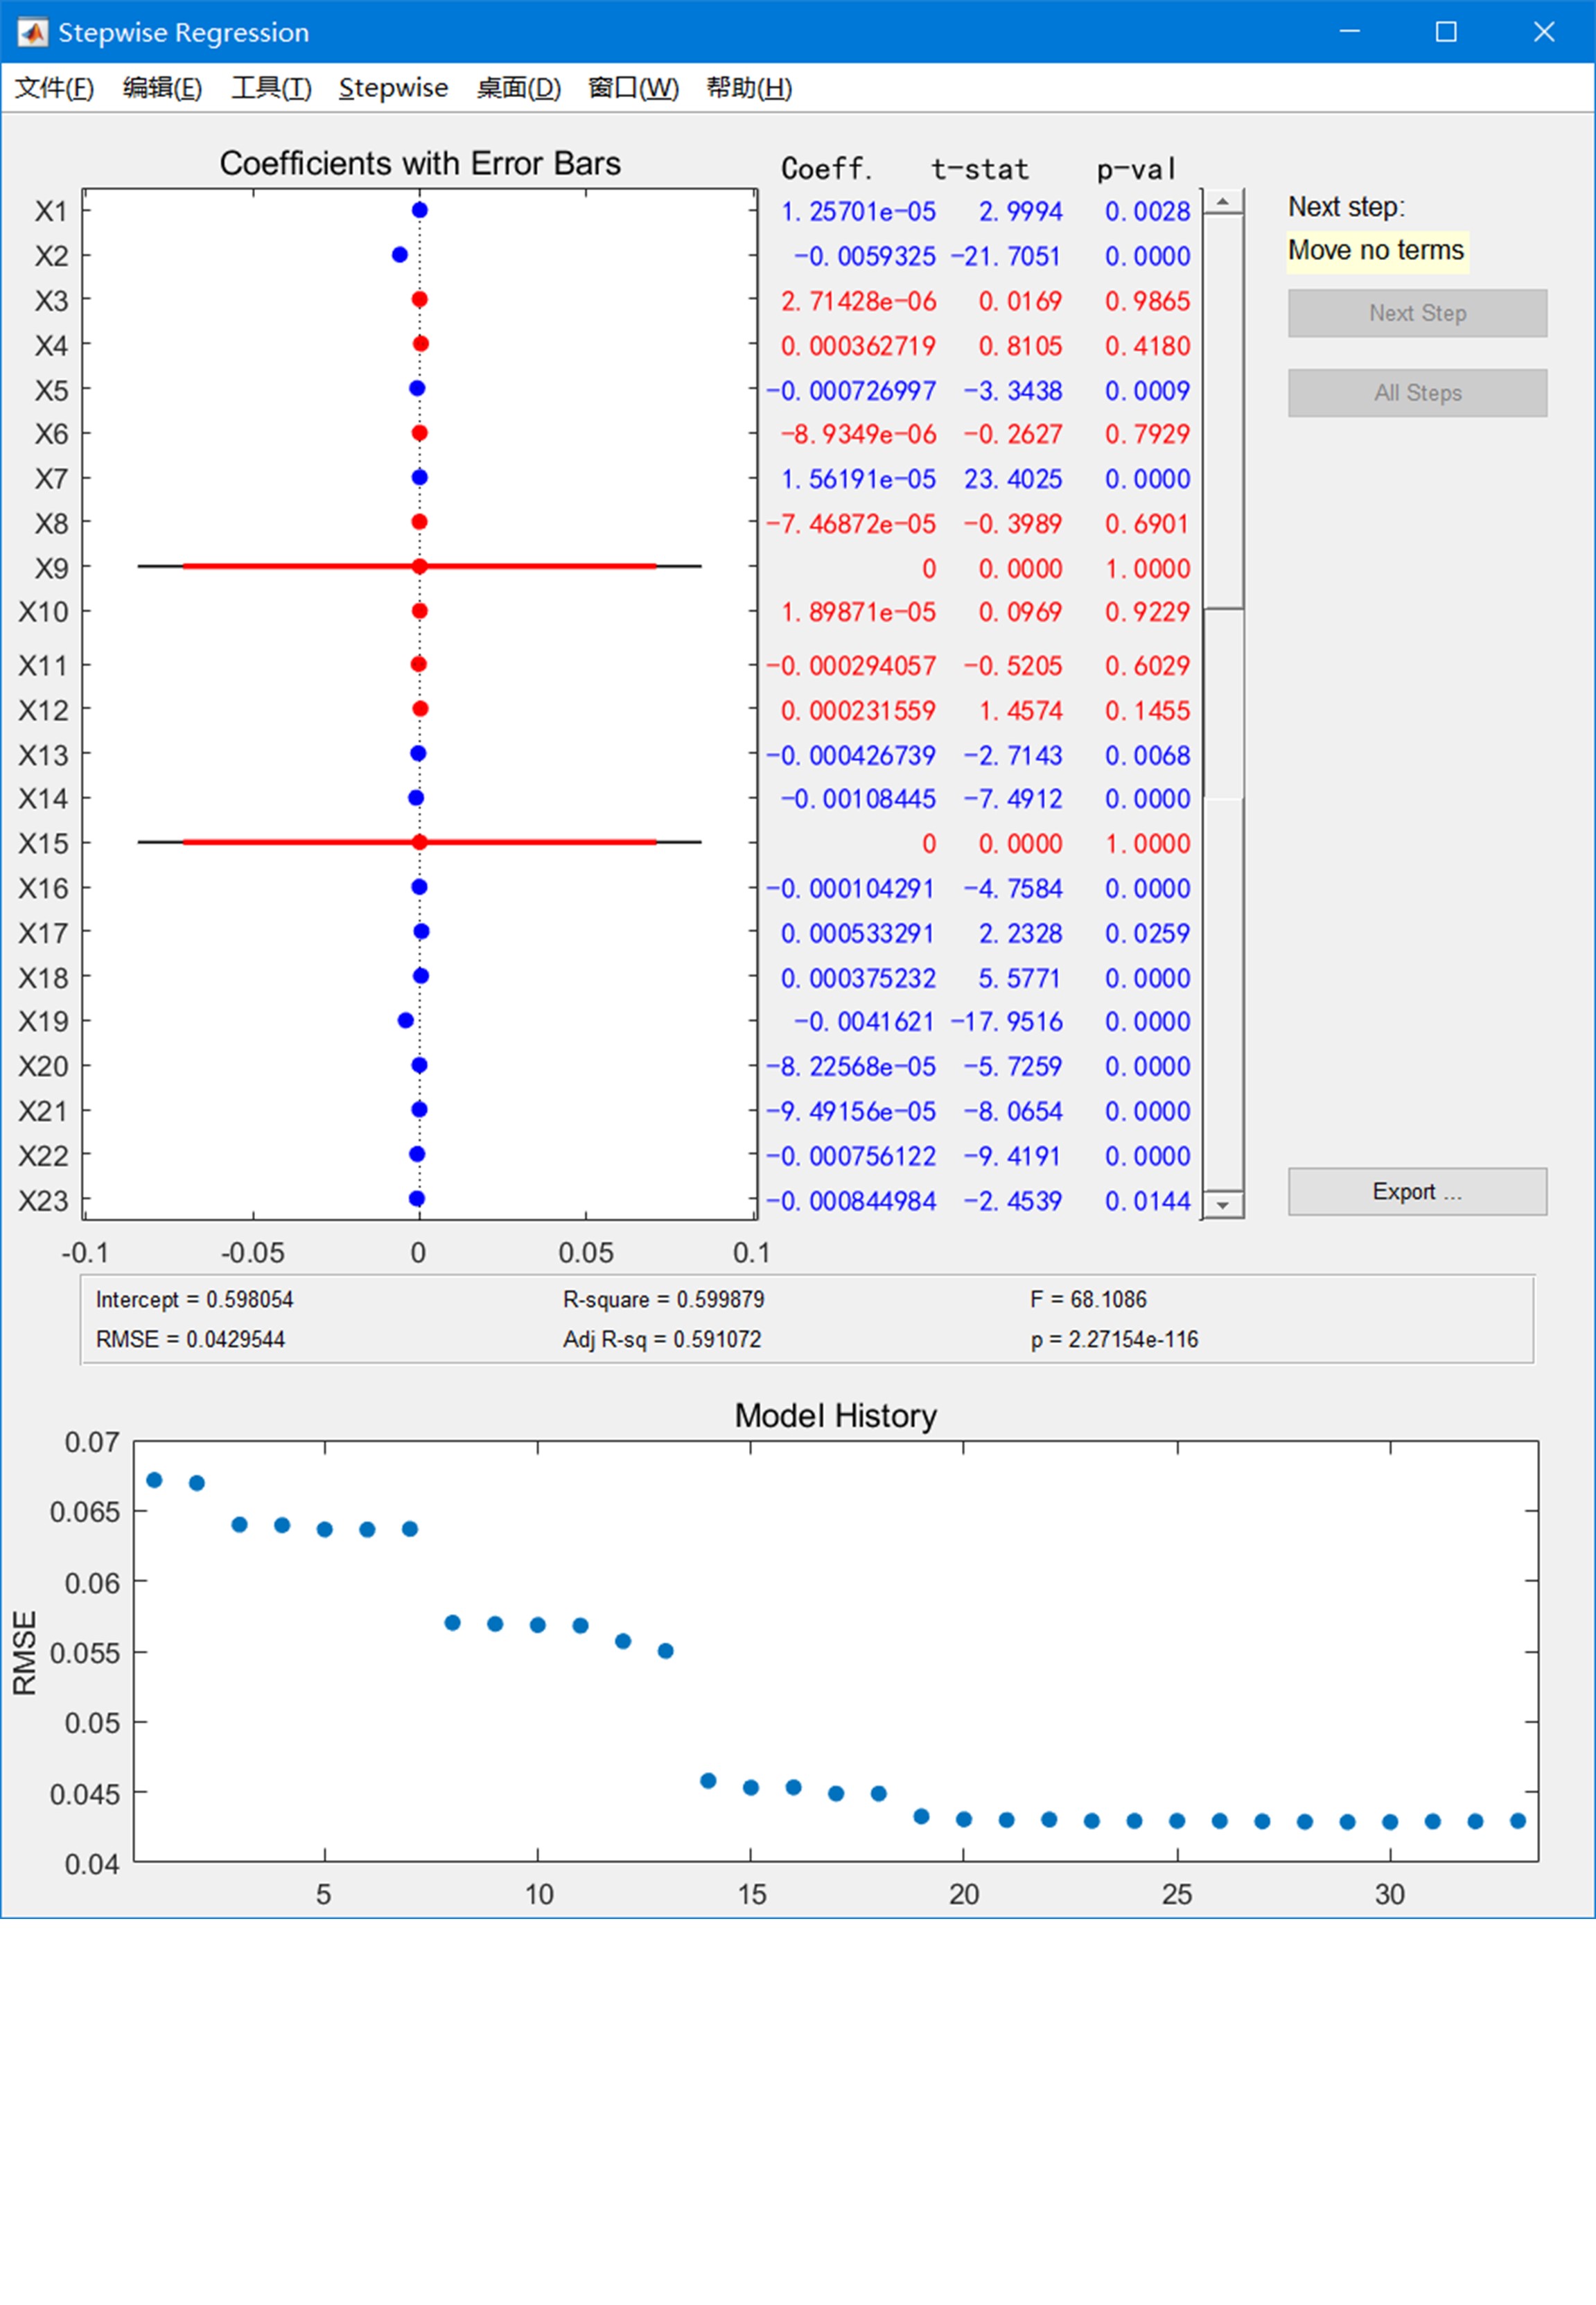 Stepwise Regression
文件(F) 编辑(E) 工具(T) Stepwise 桌面(D) 窗口(W) 帮助(H)
Coefficients with Error Bars Coeff. t-stat p-val
X1 1.25701e-05 2.9994 0.0028
X2 -0.0059325 -21.7051 0.0000
X3 2.71428e-06 0.0169 0.9865
X4 0.000362719 0.8105 0.4180
X5 -0.000726997 -3.3438 0.0009
X6 -8.9349e-06 -0.2627 0.7929
X7 1.56191e-05 23.4025 0.0000
X8 -7.46872e-05 -0.3989 0.6901
X9 0 0.0000 1.0000
X10 1.89871e-05 0.0969 0.9229
X11 -0.000294057 -0.5205 0.6029
X12 0.000231559 1.4574 0.1455
X13 -0.000426739 -2.7143 0.0068
X14 -0.00108445 -7.4912 0.0000
X15 0 0.0000 1.0000
X16 -0.000104291 -4.7584 0.0000
X17 0.000533291 2.2328 0.0259
X18 0.000375232 5.5771 0.0000
X19 -0.0041621 -17.9516 0.0000
X20 -8.22568e-05 -5.7259 0.0000
X21 -9.49156e-05 -8.0654 0.0000
X22 -0.000756122 -9.4191 0.0000
X23 -0.000844984 -2.4539 0.0144
-0.1 -0.05 0 0.05 0.1
Next step:
Move no terms
Next Step
All Steps
Export ...
Intercept = 0.598054 R-square = 0.599879 F = 68.1086
RMSE = 0.0429544 Adj R-sq = 0.591072 p = 2.27154e-116
Model History
RMSE
0.07
0.065
0.06
0.055
0.05
0.045
0.04
5 10 15 20 25 30